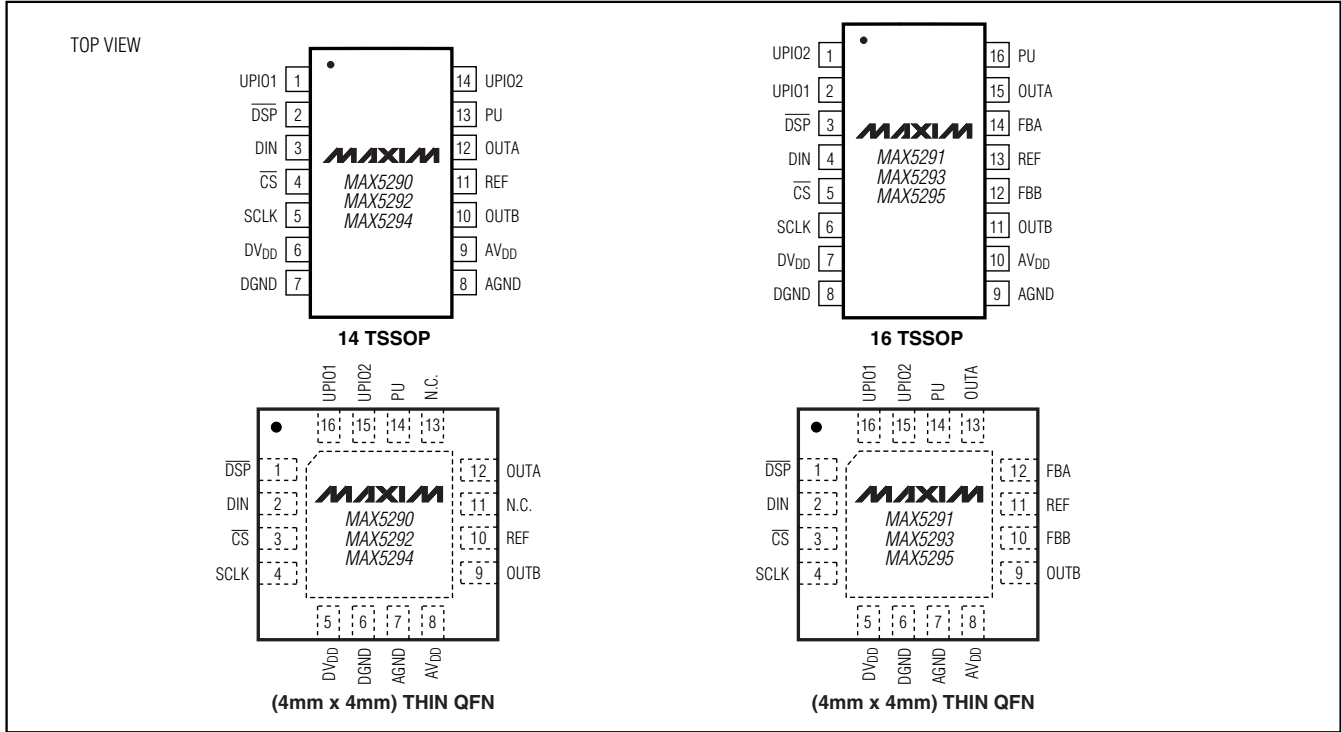 TOP VIEW
UPIO1 1
DSP 2
DIN 3
CS 4
SCLK 5
DVDD 6
DGND 7
MAXIM
MAX5290
MAX5292
MAX5294
14 UPIO2
13 PU
12 OUTA
11 REF
10 OUTB
9 AVDD
8 AGND
14 TSSOP
UPIO2 1
UPIO1 2
DSP 3
DIN 4
CS 5
SCLK 6
DVDD 7
DGND 8
MAXIM
MAX5291
MAX5293
MAX5295
16 PU
15 OUTA
14 FBA
13 REF
12 FBB
11 OUTB
10 AVDD
9 AGND
16 TSSOP
UPIO1 UPIO2 PU N.C.
16 15 14 13
DSP 1
DIN 2
CS 3
SCLK 4
MAXIM
MAX5290
MAX5292
MAX5294
12 OUTA
11 N.C.
10 REF
9 OUTB
5 6 7 8
DVDD DGND AGND AVDD
(4mm x 4mm) THIN QFN
UPIO1 UPIO2 PU OUTA
16 15 14 13
DSP 1
DIN 2
CS 3
SCLK 4
MAXIM
MAX5291
MAX5293
MAX5295
12 FBA
11 REF
10 FBB
9 OUTB
5 6 7 8
DVDD DGND AGND AVDD
(4mm x 4mm) THIN QFN